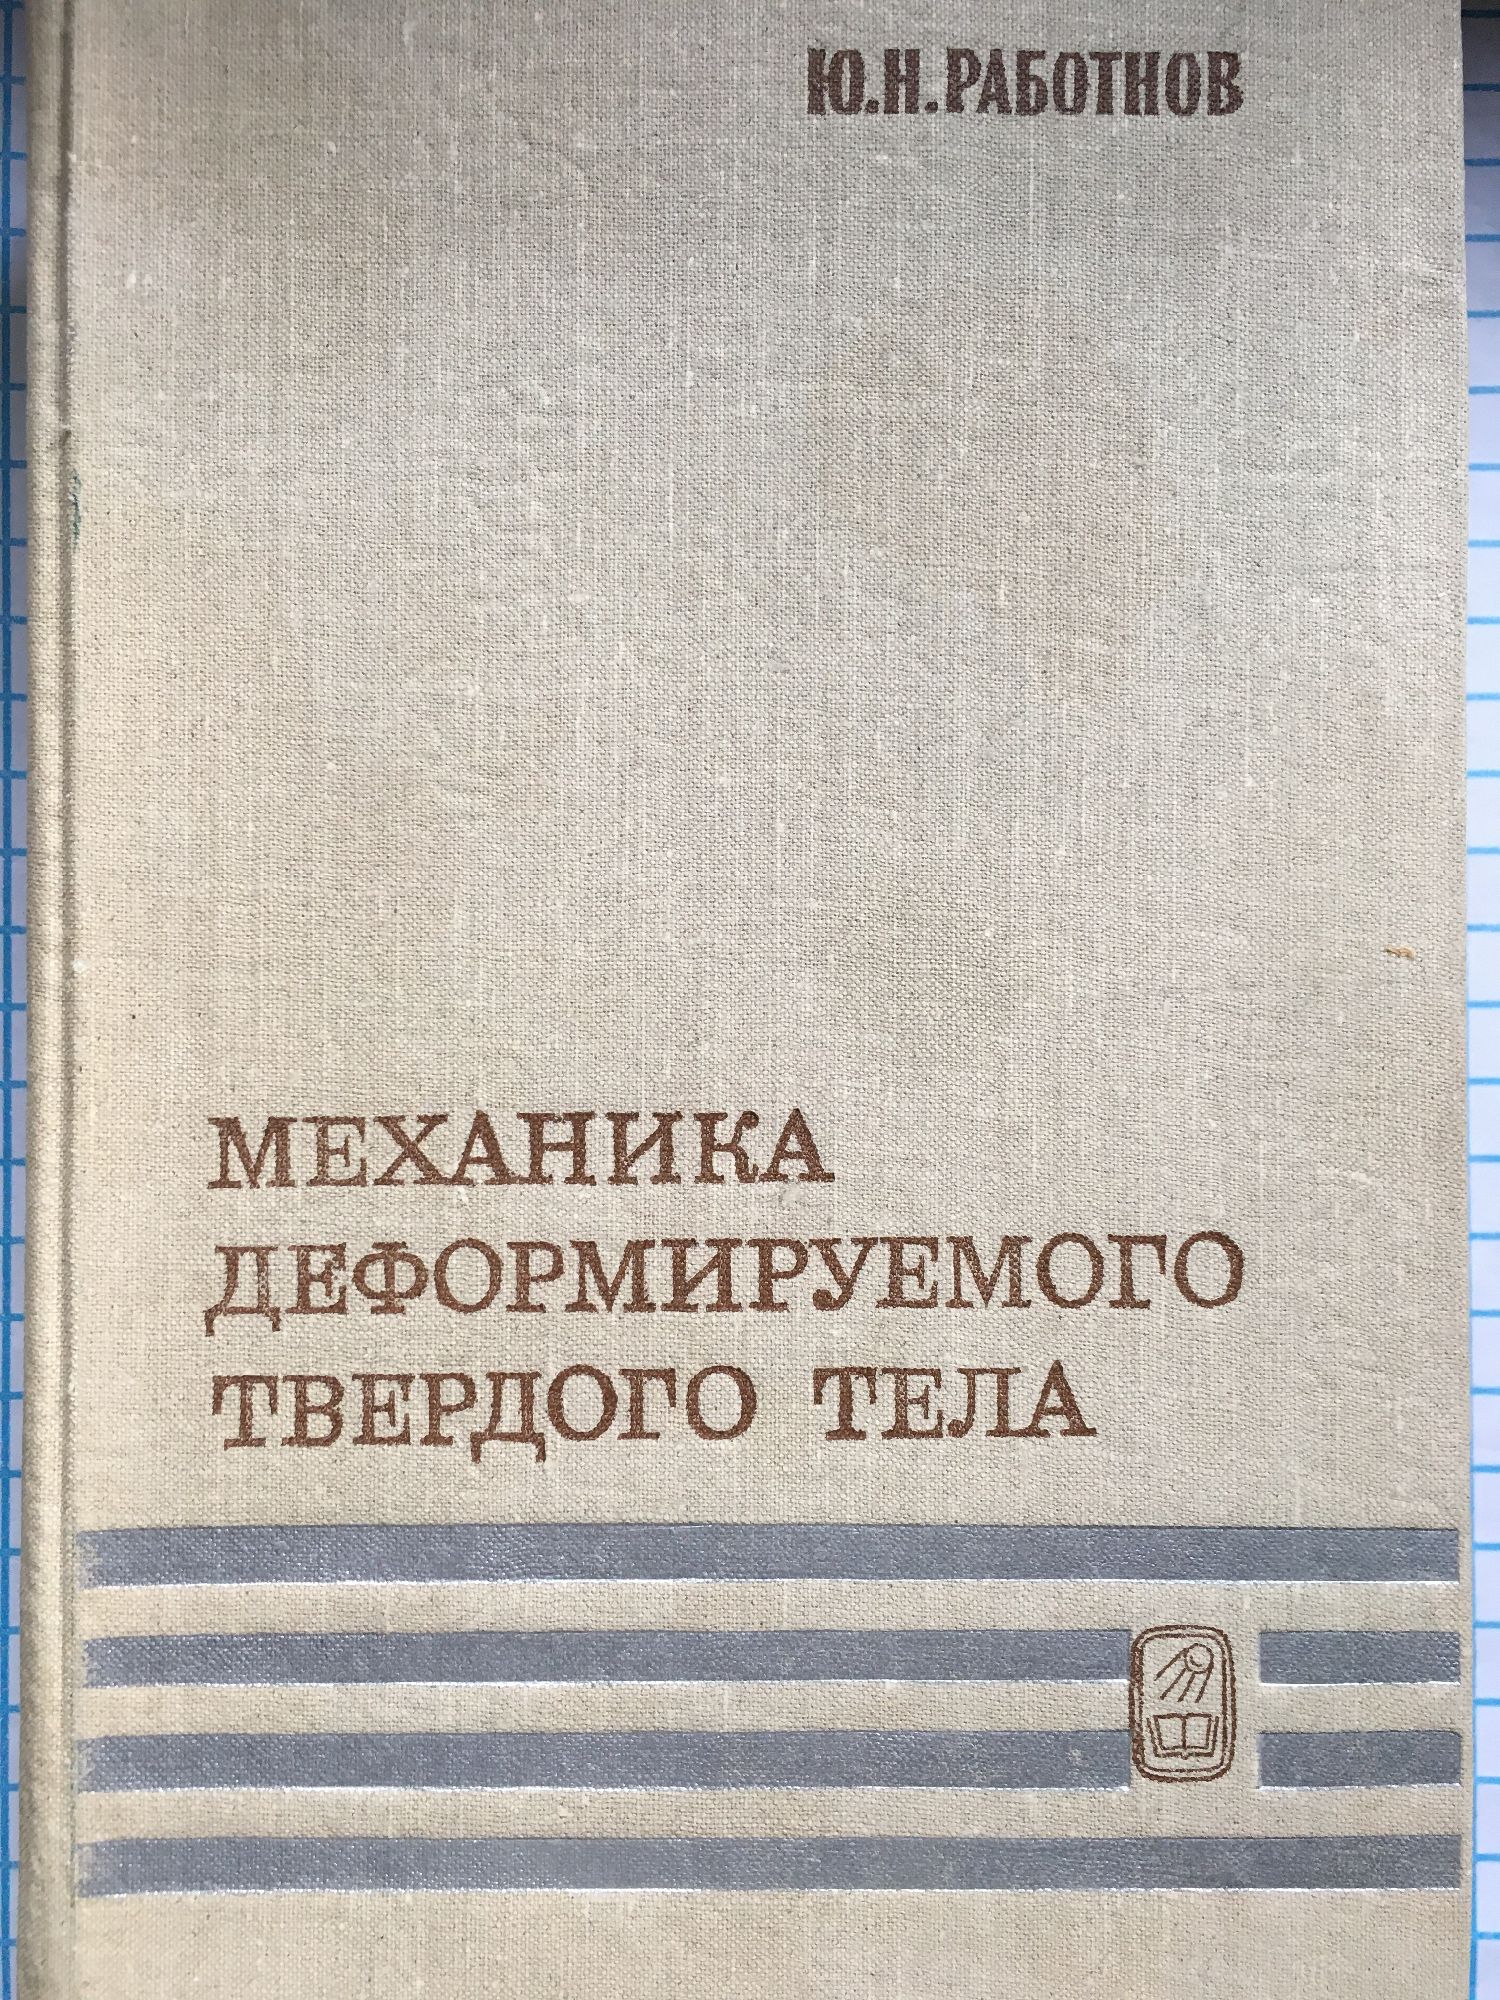 Ю.Н.РАБОТНОВ
МЕХАНИКА
ДЕФОРМИРУЕМОГО
ТВЕРДОГО ТЕЛА